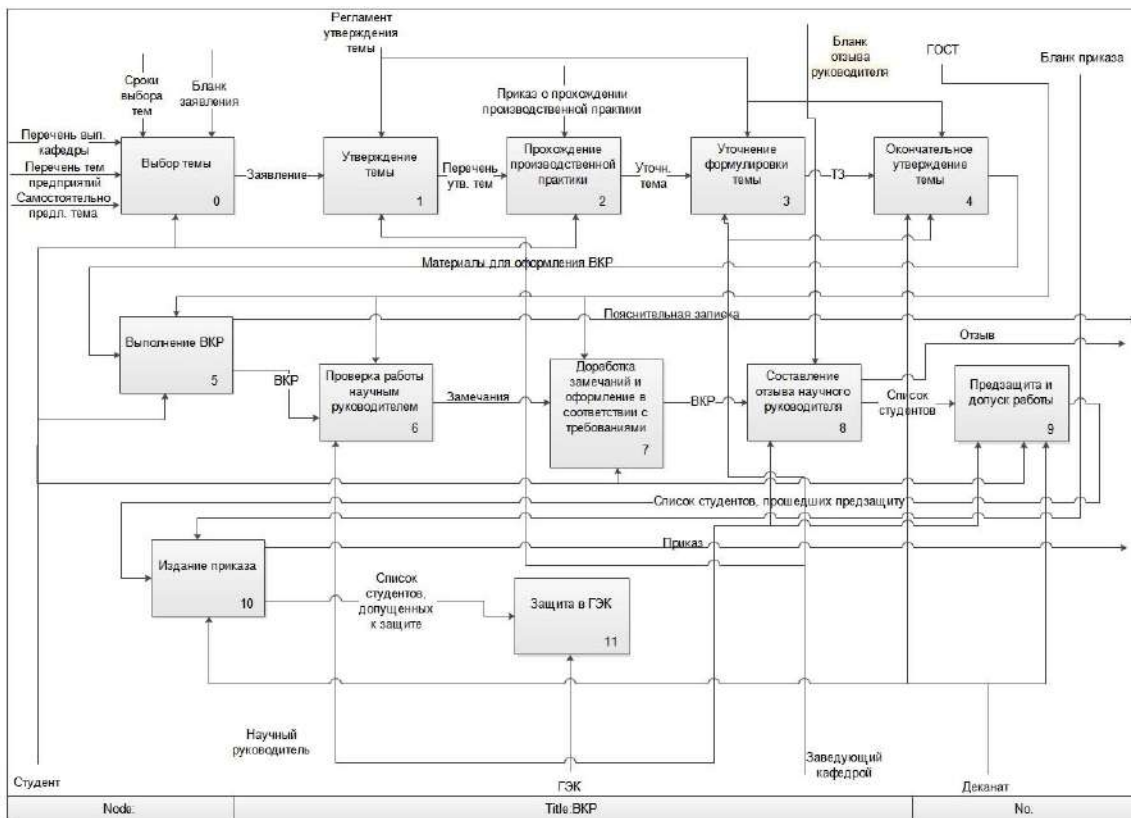 Регламент
утверждения
темы
Бланк
отзыва
руководителя
ГОСТ
Бланк приказа
Сроки
выбора
тем
Бланк
заявления
Приказ о прохождении
производственной практики
Перечень вып.
кафедры
Перечень тем
предприятий
Самостоятельно
предл. тема
Выбор темы
0
Заявление
Утверждение
темы
1
Перечень
утв. тем
Прохождение
производственной
практики
2
Уточн.
тема
Уточнение
формулировки
темы
3
ТЗ
Окончательное
утверждение
темы
4
Материалы для оформления ВКР
Выполнение ВКР
5
Пояснительная записка
ВКР
Проверка работы
научным
руководителем
6
Замечания
Доработка
замечаний и
оформление в
соответствии с
требованиями
7
ВКР
Составление
отзыва научного
руководителя
8
Отзыв
Список
студентов
Предзащита и
допуск работы
9
Список студентов, прошедших предзащиту
Издание приказа
10
Приказ
Список
студентов,
допущенных
к защите
Защита в ГЭК
11
Научный
руководитель
Студент
ГЭК
Заведующий
кафедрой
Деканат
Node:
Title:ВКР
No.